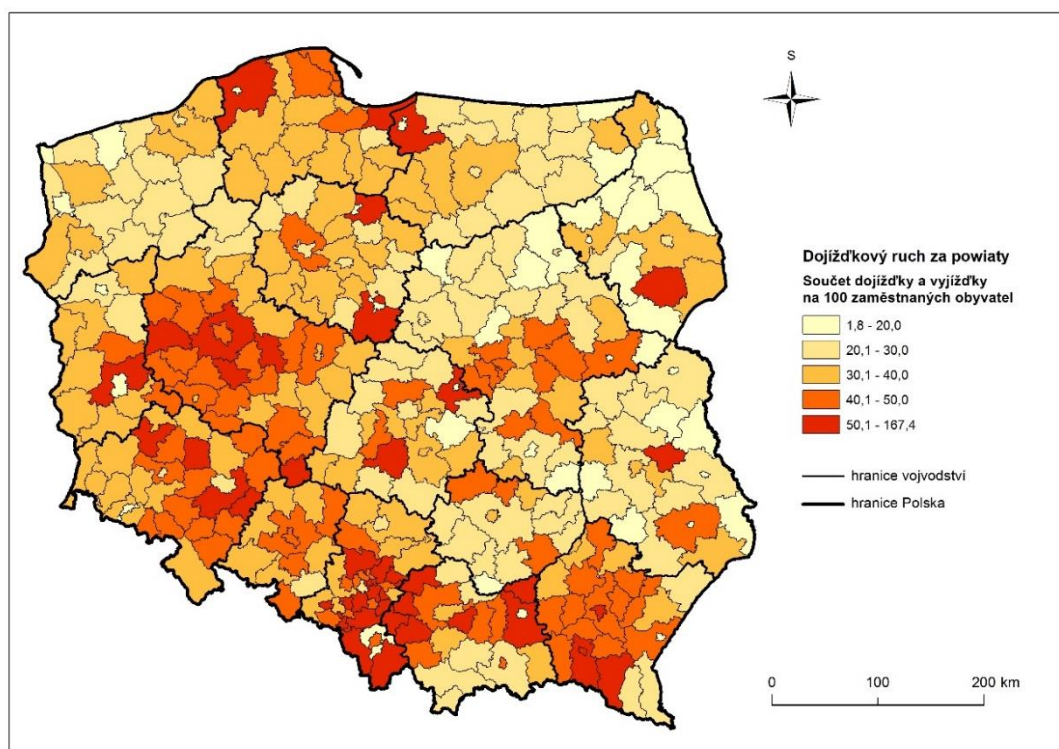 S
Dojížďkový ruch za powiaty
Součet dojížďky a vyjížďky
na 100 zaměstnaných obyvatel
1,8 - 20,0
20,1 - 30,0
30,1 - 40,0
40,1 - 50,0
50,1 - 167,4
hranice vojvodství
hranice Polska
0 100 200 km